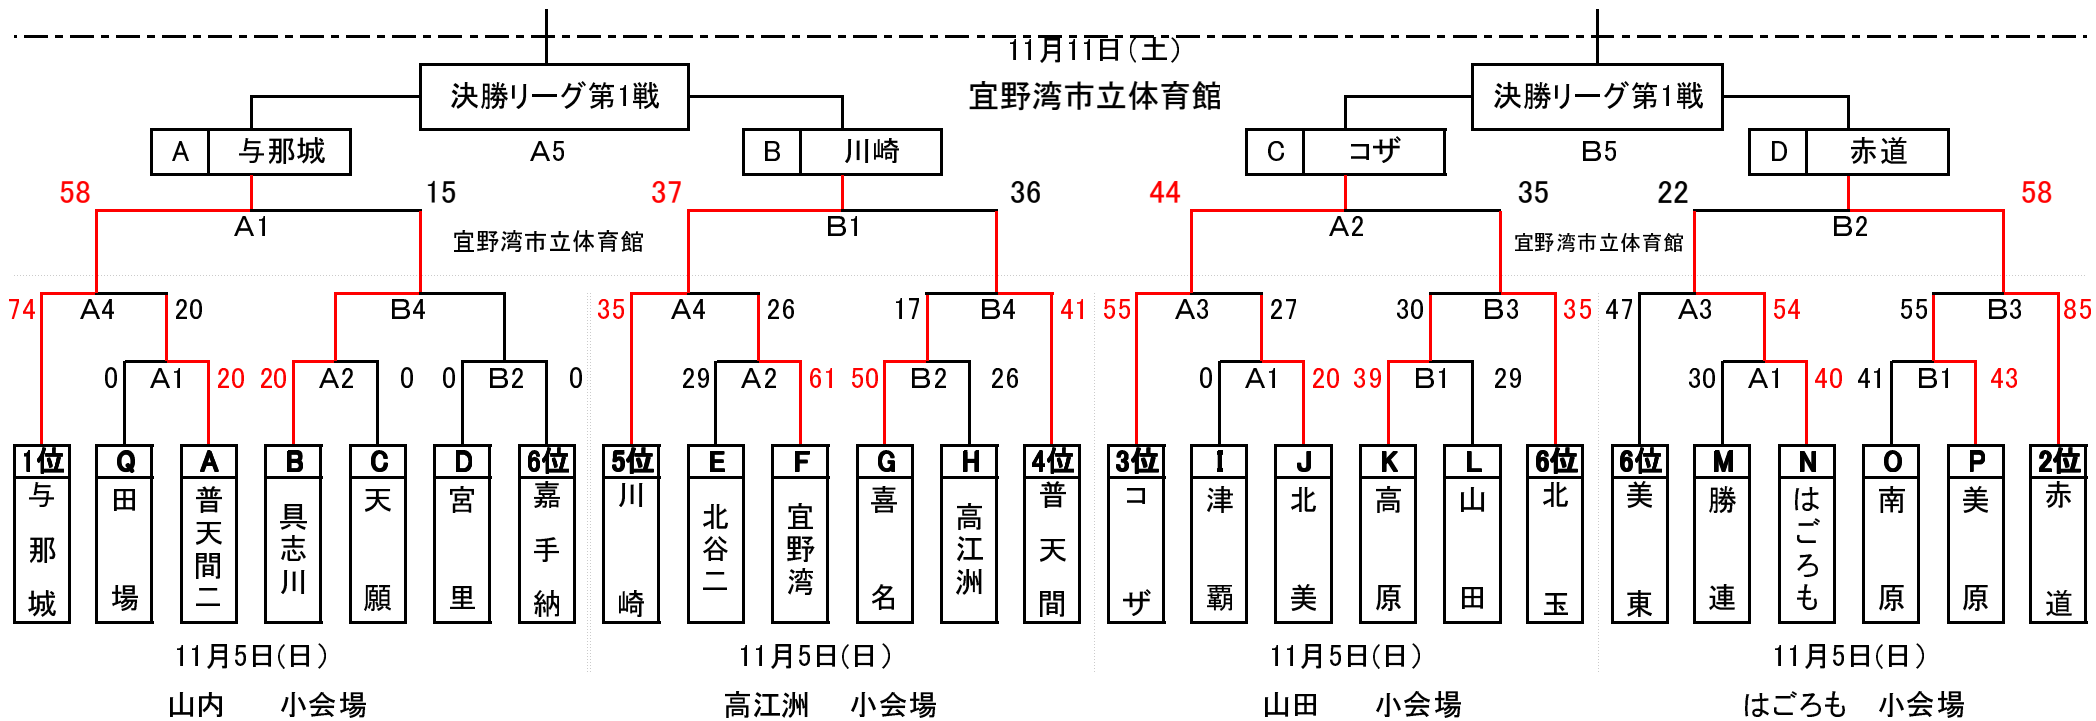 11月11日（土）
決勝リーグ第1戦
宜野湾市立体育館
決勝リーグ第1戦
A 与那城 A5 B 川崎 C コザ B5 D 赤道
58 15 37 36 44 35 22 58
A1 B1 A2 B2
宜野湾市立体育館 宜野湾市立体育館
74 A4 20 B4 35 A4 26 17 B4 41 55 A3 27 30 B3 35 47 A3 54 55 B3 85
0 A1 20 20 A2 0 0 B2 0 29 A2 61 50 B2 26 0 A1 20 39 B1 29 30 A1 40 41 B1 43
1位 Q A B C D 6位 5位 E F G H 4位 3位 I J K L 6位 6位 M N O P 2位
与那城
田場
普天間二
具志川
天願
宮里
嘉手納
川崎
北谷二
宜野湾
喜名
高江洲
普天間
コザ
津覇
北美
高原
山田
北玉
美東
勝連
はごろも
南原
美原
赤道
11月5日(日） 11月5日(日） 11月5日(日） 11月5日(日）
山内 小会場 高江洲 小会場 山田 小会場 はごろも 小会場